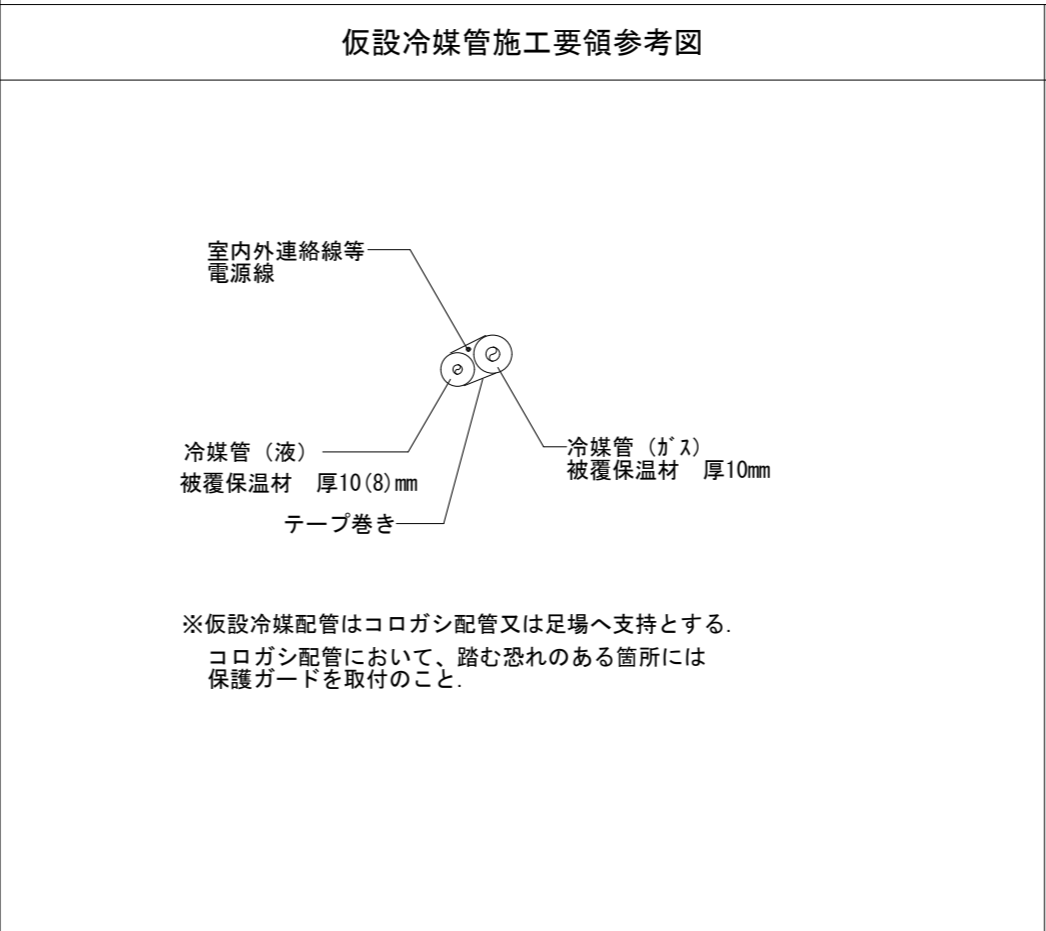 仮設冷媒管施工要領参考図
室内外連絡線等
電源線
冷媒管（液）
被覆保温材　厚10(8)mm
冷媒管（ｶﾞｽ）
被覆保温材　厚10mm
テープ巻き
※仮設冷媒配管はコロガシ配管又は足場へ支持とする.
コロガシ配管において、踏む恐れのある箇所には
保護ガードを取付のこと.